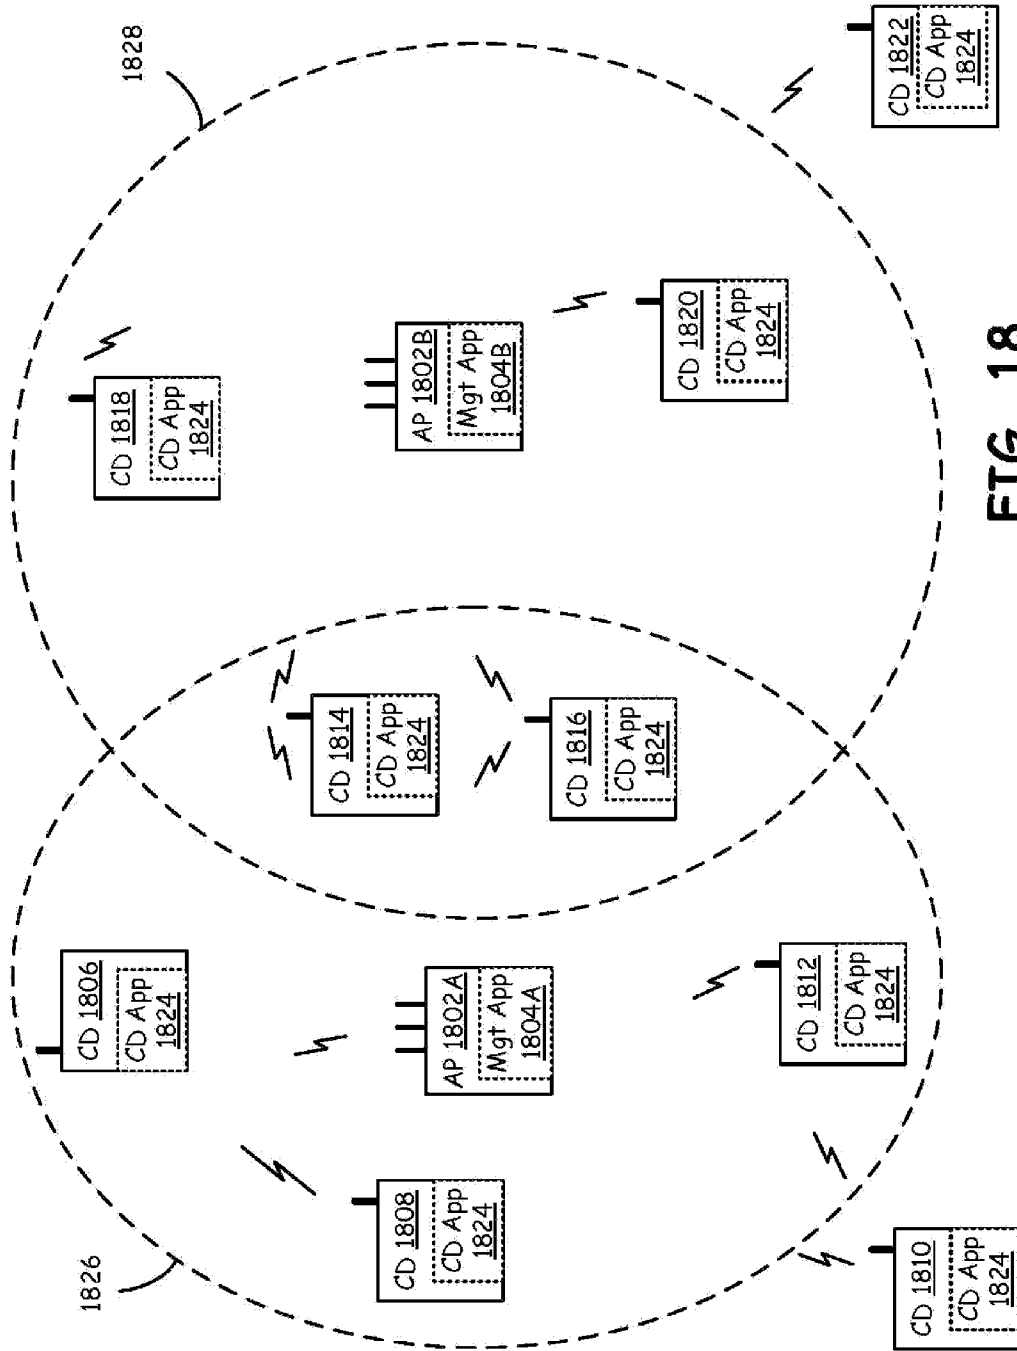 1826
1828
CD 1806
CD App
1824
CD 1818
CD App
1824
CD 1814
CD App
1824
CD 1808
CD App
1824
AP 1802B
Mgt App
1804B
AP 1802A
Mgt App
1804A
CD 1816
CD App
1824
CD 1820
CD App
1824
CD 1812
CD App
1824
CD 1822
CD App
1824
CD 1810
CD App
1824
FIG. 18